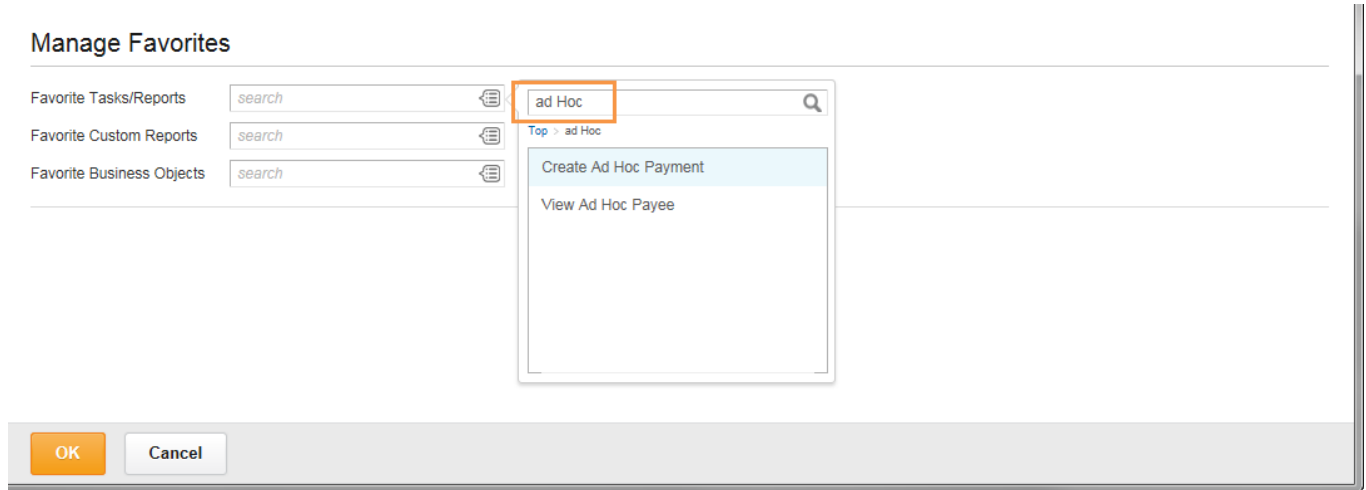 Manage Favorites
Favorite Tasks/Reports search
Favorite Custom Reports search
Favorite Business Objects search
ad Hoc
Top > ad Hoc
Create Ad Hoc Payment
View Ad Hoc Payee
OK Cancel